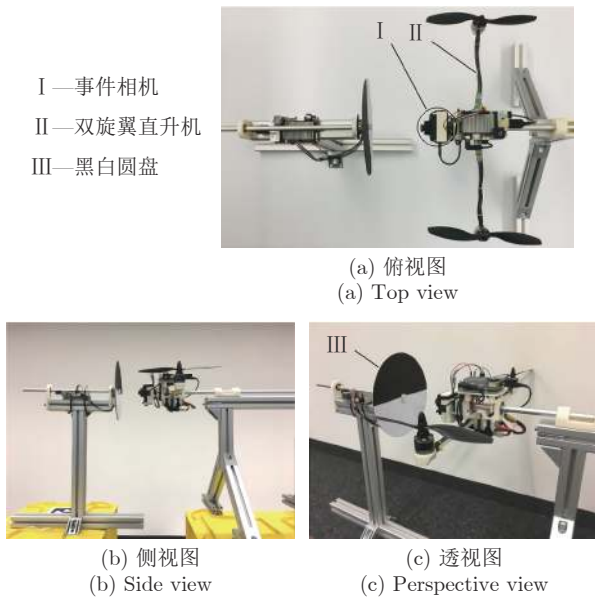 Ⅰ Ⅱ
Ⅰ—事件相机
Ⅱ—双旋翼直升机
Ⅲ—黑白圆盘
(a) 俯视图
(a) Top view
Ⅲ
(b) 侧视图
(b) Side view
(c) 透视图
(c) Perspective view